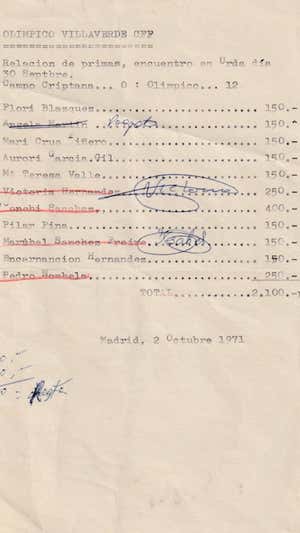 OLIMPICO VILLAVERDE CFF
=======================
Relacion de primas, encuentro en Urda día
30 Septbre.
Campo Criptana... 0 : Olimpico... 12
Flori Blazquez.....................150.-
Angela Martin Pepota ..............150.-
Mari Cruz ..........................150.-
Aurori Garcia Gil...................150.-
Mª Teresa Valle.....................150.-
Victoria Hernandez..................250.-
Conchi Sanchez......................400.-
Pilar Pina..........................150.-
Maribel Sanchez Freire..............150.-
Encarnancion Hernandez..............150.-
Pedro ..............................250.-
TOTAL..............2.100.-
Madrid, 2 Octubre 1971